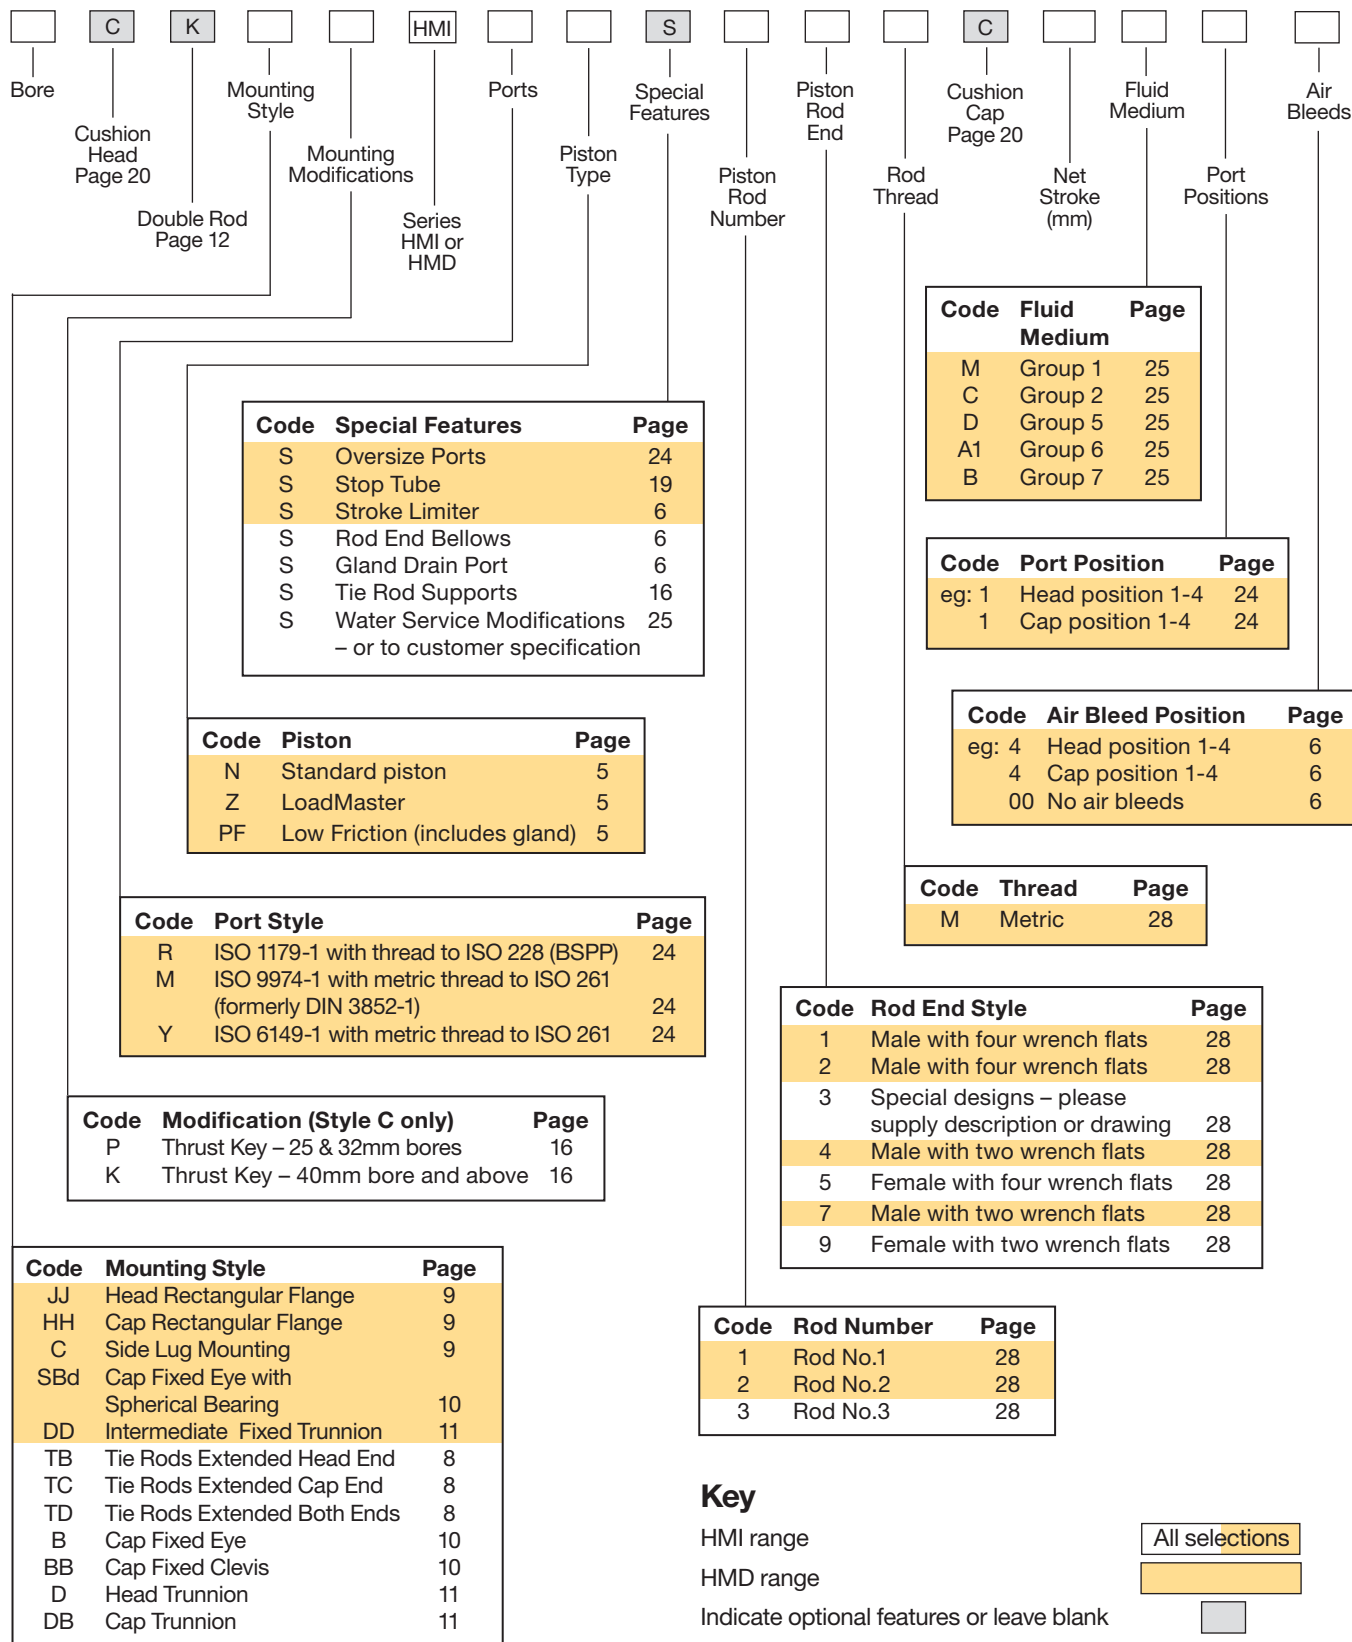 C K HMI S C
Bore
Cushion
Head
Page 20
Double Rod
Page 12
Mounting
Style
Mounting
Modifications
Series
HMI or
HMD
Ports
Piston
Type
Special
Features
Piston
Rod
Number
Piston
Rod
End
Rod
Thread
Cushion
Cap
Page 20
Net
Stroke
(mm)
Fluid
Medium
Port
Positions
Air
Bleeds
Code Fluid Medium Page
M Group 1 25
C Group 2 25
D Group 5 25
A1 Group 6 25
B Group 7 25
Code Special Features Page
S Oversize Ports 24
S Stop Tube 19
S Stroke Limiter 6
S Rod End Bellows 6
S Gland Drain Port 6
S Tie Rod Supports 16
S Water Service Modifications 25
– or to customer specification
Code Port Position Page
eg: 1 Head position 1-4 24
1 Cap position 1-4 24
Code Air Bleed Position Page
eg: 4 Head position 1-4 6
4 Cap position 1-4 6
00 No air bleeds 6
Code Piston Page
N Standard piston 5
Z LoadMaster 5
PF Low Friction (includes gland) 5
Code Thread Page
M Metric 28
Code Port Style Page
R ISO 1179-1 with thread to ISO 228 (BSPP) 24
M ISO 9974-1 with metric thread to ISO 261
(formerly DIN 3852-1) 24
Y ISO 6149-1 with metric thread to ISO 261 24
Code Rod End Style Page
1 Male with four wrench flats 28
2 Male with four wrench flats 28
3 Special designs – please
supply description or drawing 28
4 Male with two wrench flats 28
5 Female with four wrench flats 28
7 Male with two wrench flats 28
9 Female with two wrench flats 28
Code Modification (Style C only) Page
P Thrust Key – 25 & 32mm bores 16
K Thrust Key – 40mm bore and above 16
Code Mounting Style Page
JJ Head Rectangular Flange 9
HH Cap Rectangular Flange 9
C Side Lug Mounting 9
SBd Cap Fixed Eye with
Spherical Bearing 10
DD Intermediate Fixed Trunnion 11
TB Tie Rods Extended Head End 8
TC Tie Rods Extended Cap End 8
TD Tie Rods Extended Both Ends 8
B Cap Fixed Eye 10
BB Cap Fixed Clevis 10
D Head Trunnion 11
DB Cap Trunnion 11
Code Rod Number Page
1 Rod No.1 28
2 Rod No.2 28
3 Rod No.3 28
Key
HMI range All selections
HMD range
Indicate optional features or leave blank